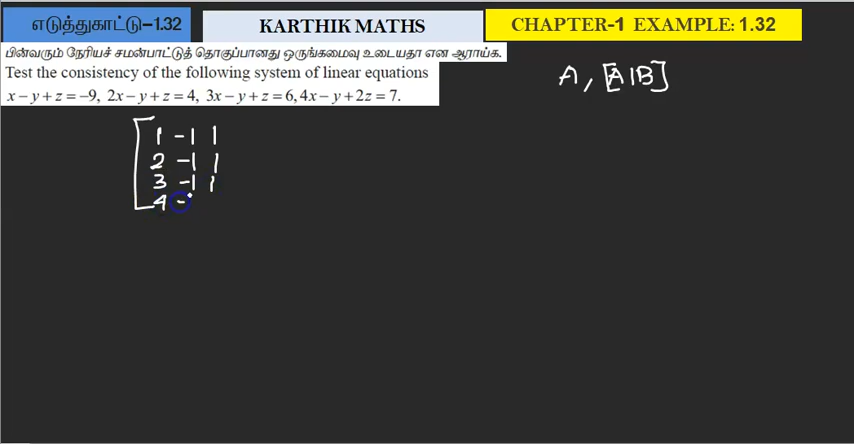 எடுத்துகாட்டு–1.32
KARTHIK MATHS
CHAPTER-1 EXAMPLE: 1.32
பின்வரும் நேரியச் சமன்பாட்டுத் தொகுப்பானது ஒருங்கமைவு உடையதா என ஆராய்க.
Test the consistency of the following system of linear equations
x – y + z = –9, 2x – y + z = 4, 3x – y + z = 6, 4x – y + 2z = 7.
A, [A|B]
1 -1 1
2 -1 1
3 -1 1
4 -